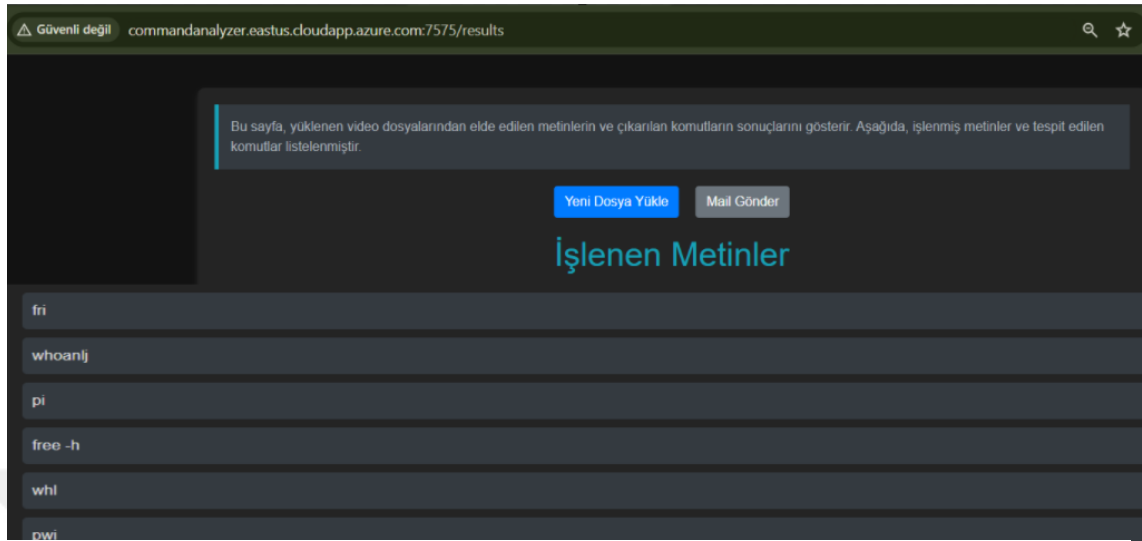 Güvenli değil commandanalyzer.eastus.cloudapp.azure.com:7575/results
Bu sayfa, yüklenen video dosyalarından elde edilen metinlerin ve çıkarılan komutların sonuçlarını gösterir. Aşağıda, işlenmiş metinler ve tespit edilen
komutlar listelenmiştir.
Yeni Dosya Yükle Mail Gönder
İşlenen Metinler
fri
whoanlj
pi
free -h
whl
pwi